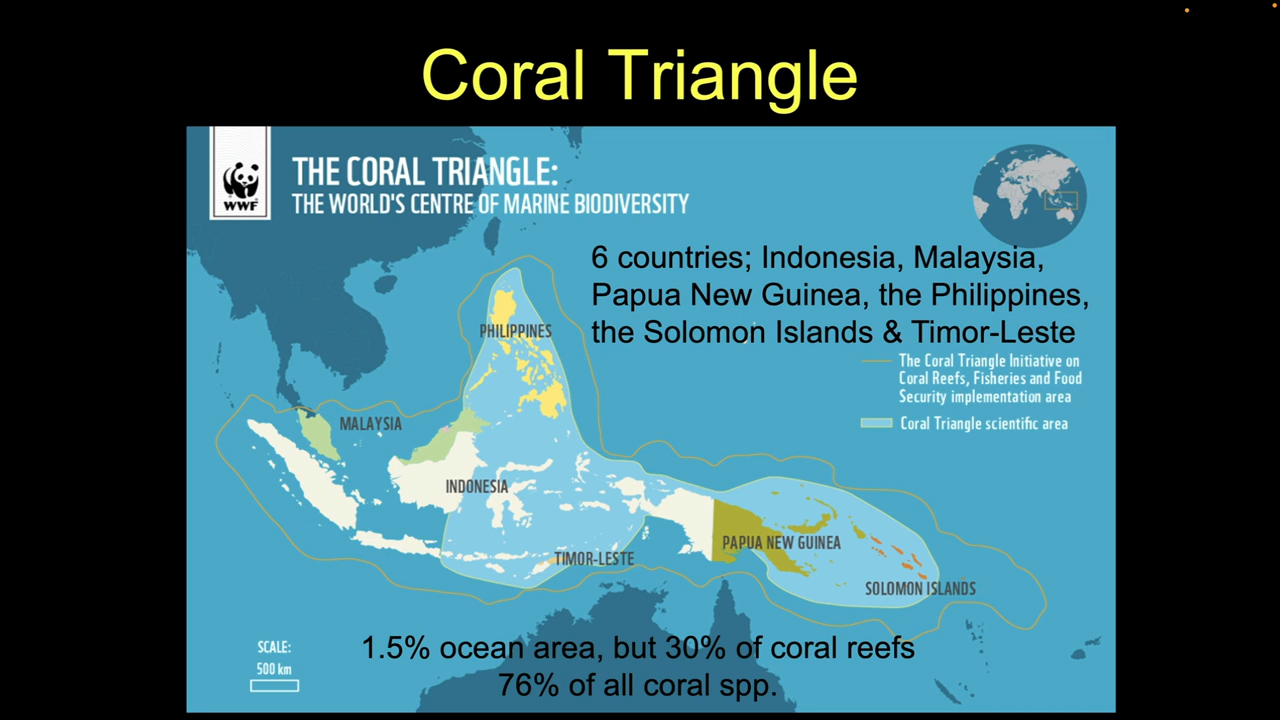 Coral Triangle
WWF
THE CORAL TRIANGLE:
THE WORLD'S CENTRE OF MARINE BIODIVERSITY
6 countries; Indonesia, Malaysia,
Papua New Guinea, the Philippines,
the Solomon Islands & Timor-Leste
PHILIPPINES
The Coral Triangle Initiative on
Coral Reefs, Fisheries and Food
Security implementation area
Coral Triangle scientific area
MALAYSIA
INDONESIA
PAPUA NEW GUINEA
TIMOR-LESTE
SOLOMON ISLANDS
SCALE:
500 km
1.5% ocean area, but 30% of coral reefs
76% of all coral spp.